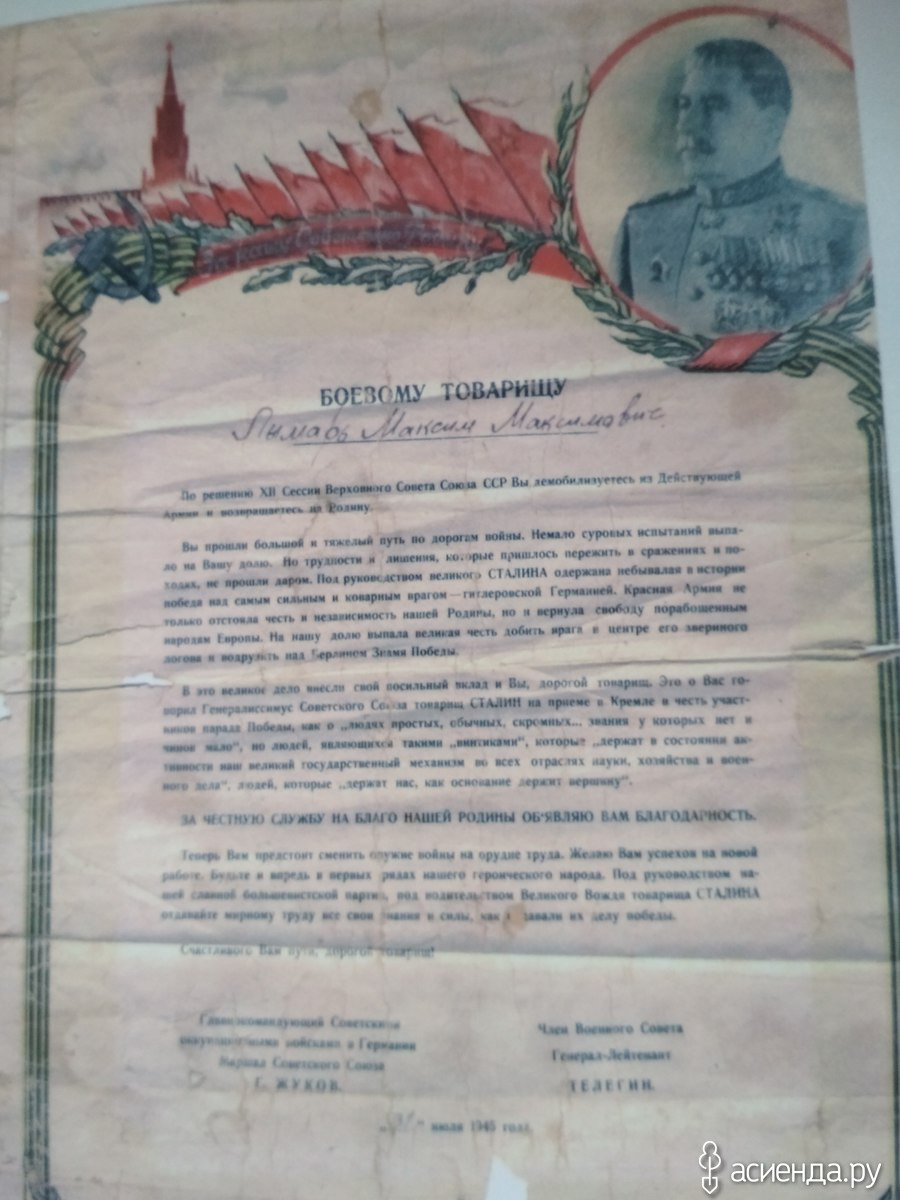 За нашу Советскую Родину!
БОЕВОМУ ТОВАРИЩУ
Лымарь Максим Максимович.
По решению XII Сессии Верховного Совета Союза ССР Вы демобилизуетесь из Действующей
Армии и возвращаетесь на Родину.
Вы прошли большой и тяжелый путь по дорогам войны. Немало суровых испытаний выпа-
ло на Вашу долю. Но трудности и лишения, которые пришлось пережить в сражениях и по-
ходах, не прошли даром. Под руководством великого СТАЛИНА одержана небывалая в истории
победа над самым сильным и коварным врагом — гитлеровской Германией. Красная Армия не
только отстояла честь и независимость нашей Родины, но и вернула свободу порабощенным
народам Европы. На нашу долю выпала великая честь добить врага в центре его звериного
логова и водрузить над Берлином Знамя Победы.
В это великое дело внесли свой посильный вклад и Вы, дорогой товарищ. Это о Вас го-
ворил Генералиссимус Советского Союза товарищ СТАЛИН на приеме в Кремле в честь участ-
ников парада Победы, как о „людях простых, обычных, скромных... звания у которых нет и
чинов мало", но людей, являющихся такими „винтиками", которые „держат в состоянии ак-
тивности наш великий государственный механизм во всех отраслях науки, хозяйства и воен-
ного дела", людей, которые „держат нас, как основание держит вершину".
ЗА ЧЕСТНУЮ СЛУЖБУ НА БЛАГО НАШЕЙ РОДИНЫ ОБ'ЯВЛЯЮ ВАМ БЛАГОДАРНОСТЬ.
Теперь Вам предстоит сменить оружие войны на орудие труда. Желаю Вам успехов на новой
работе. Будьте и впредь в первых рядах нашего героического народа. Под руководством на-
шей славной большевистской партии, под водительством Великого Вождя товарища СТАЛИНА
отдавайте мирному труду все свои знания и силы, как отдавали их делу победы.
Счастливого Вам пути, дорогой товарищ!
Главнокомандующий Советскими
оккупационными войсками в Германии
Маршал Советского Союза
Г. ЖУКОВ.
Член Военного Совета
Генерал-Лейтенант
ТЕЛЕГИН.
июля 1945 года.
асиенда.ру